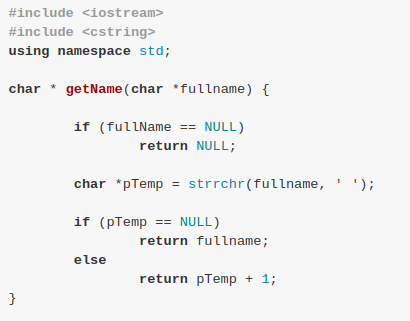 #include <iostream>
#include <cstring>
using namespace std;
char * getName(char *fullname) {
if (fullName == NULL)
return NULL;
char *pTemp = strrchr(fullname, ' ');
if (pTemp == NULL)
return fullname;
else
return pTemp + 1;
}